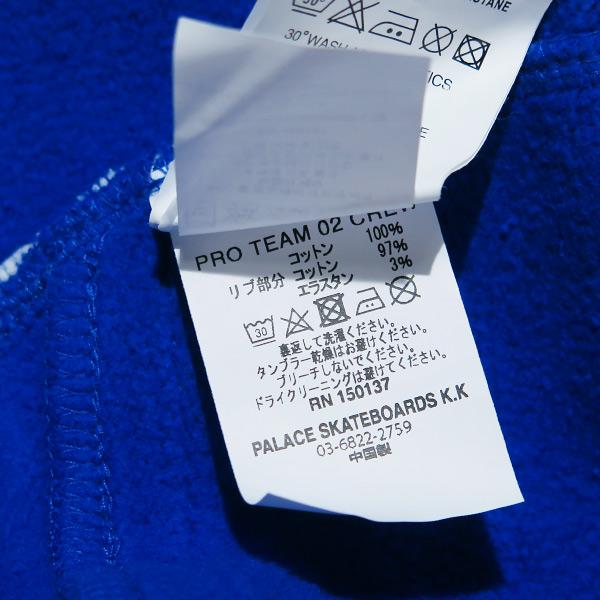 30°WASH
PRO TEAM 02 CREW
コットン 100%
リブ部分 コットン 97%
エラスタン 3%
30
裏返して洗濯ください。
タンブラー乾燥はお避けください。
ブリーチしないでください。
ドライクリーニングは避けてください。
RN 150137
PALACE SKATEBOARDS K.K
03-6822-2759
中国製